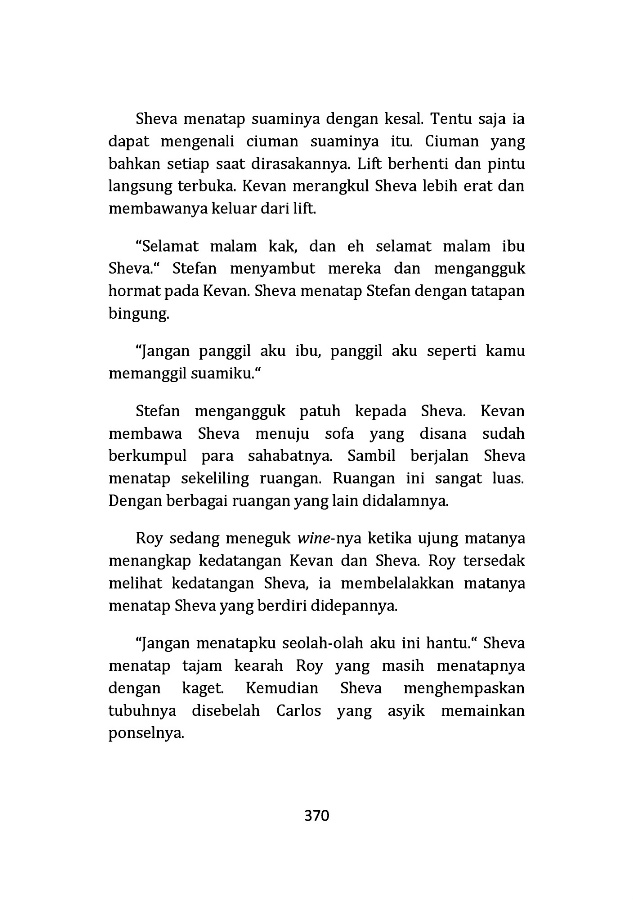 Sheva menatap suaminya dengan kesal. Tentu saja ia
dapat mengenali ciuman suaminya itu. Ciuman yang
bahkan setiap saat dirasakannya. Lift berhenti dan pintu
langsung terbuka. Kevan merangkul Sheva lebih erat dan
membawanya keluar dari lift.
“Selamat malam kak, dan eh selamat malam ibu
Sheva.“ Stefan menyambut mereka dan mengangguk
hormat pada Kevan. Sheva menatap Stefan dengan tatapan
bingung.
“Jangan panggil aku ibu, panggil aku seperti kamu
memanggil suamiku.“
Stefan mengangguk patuh kepada Sheva. Kevan
membawa Sheva menuju sofa yang disana sudah
berkumpul para sahabatnya. Sambil berjalan Sheva
menatap sekeliling ruangan. Ruangan ini sangat luas.
Dengan berbagai ruangan yang lain didalamnya.
Roy sedang meneguk wine-nya ketika ujung matanya
menangkap kedatangan Kevan dan Sheva. Roy tersedak
melihat kedatangan Sheva, ia membelalakkan matanya
menatap Sheva yang berdiri didepannya.
“Jangan menatapku seolah-olah aku ini hantu.“ Sheva
menatap tajam kearah Roy yang masih menatapnya
dengan kaget. Kemudian Sheva menghempaskan
tubuhnya disebelah Carlos yang asyik memainkan
ponselnya.
370